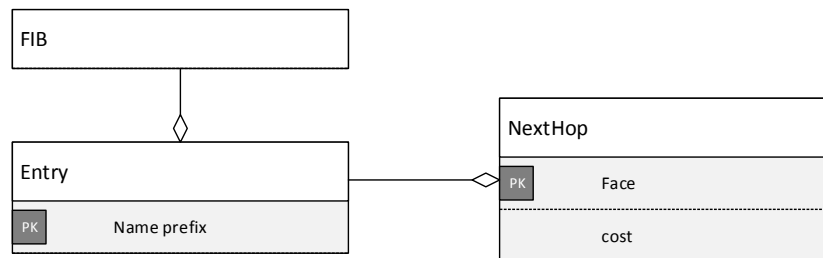 FIB
Entry
PK Name prefix
NextHop
PK Face
cost